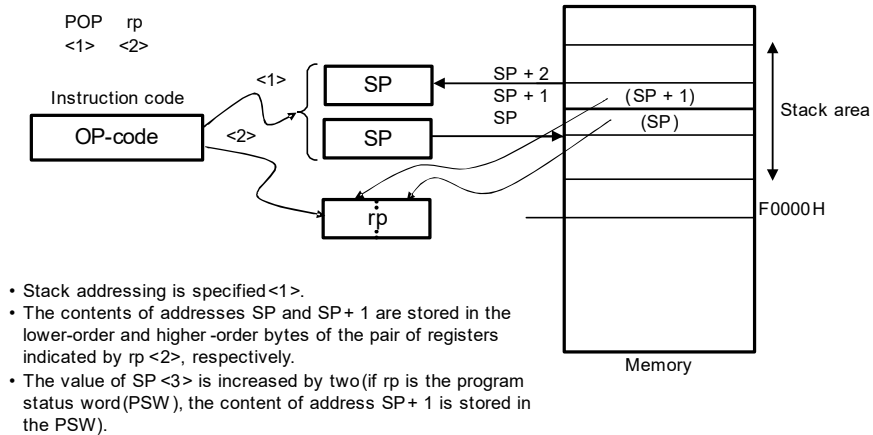 POP rp
<1> <2>
Instruction code
OP-code
<1>
<2>
SP
SP
rp
SP + 2
SP + 1
SP
(SP + 1)
(SP)
Stack area
F0000H
Memory
• Stack addressing is specified <1>.
• The contents of addresses SP and SP + 1 are stored in the
lower-order and higher-order bytes of the pair of registers
indicated by rp <2>, respectively.
• The value of SP <3> is increased by two (if rp is the program
status word (PSW), the content of address SP + 1 is stored in
the PSW).